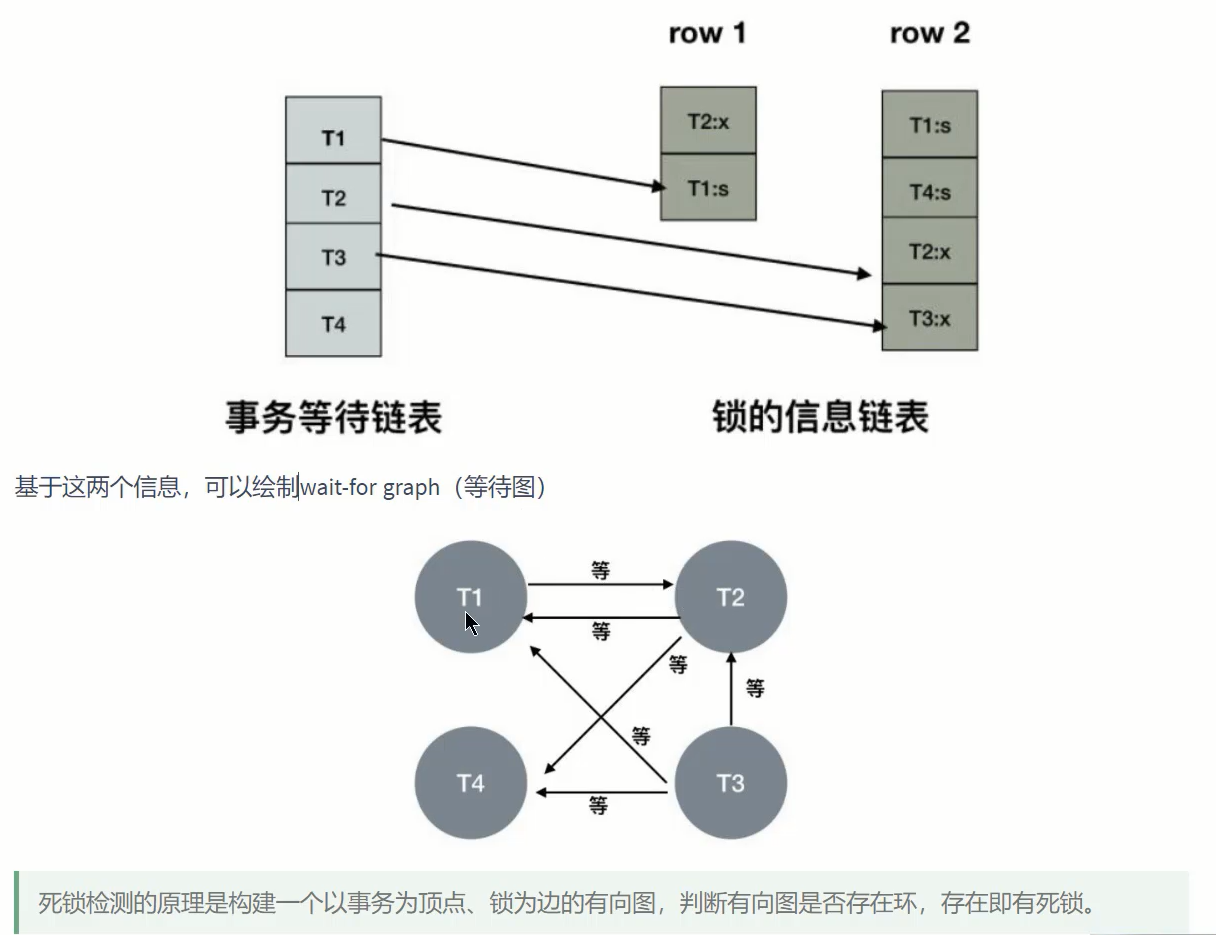 row 1 row 2
T1 T2:x T1:s
T2 T1:s T4:s
T3 T2:x
T4 T3:x
事务等待链表 锁的信息链表
基于这两个信息，可以绘制wait-for graph（等待图）
等
T1 T2
等
等
等
等
T4 T3
等
死锁检测的原理是构建一个以事务为顶点、锁为边的有向图，判断有向图是否存在环，存在即有死锁。